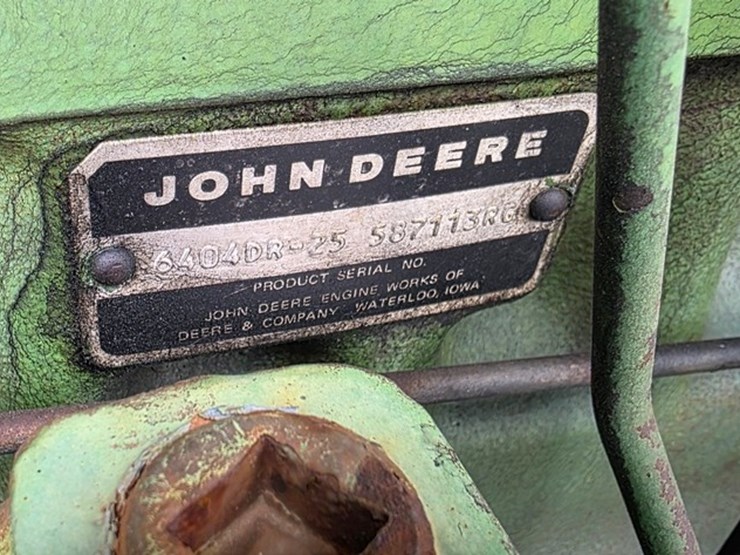 JOHN DEERE
6404DR-25 587113RG
PRODUCT SERIAL NO.
JOHN DEERE ENGINE WORKS OF
DEERE & COMPANY WATERLOO, IOWA